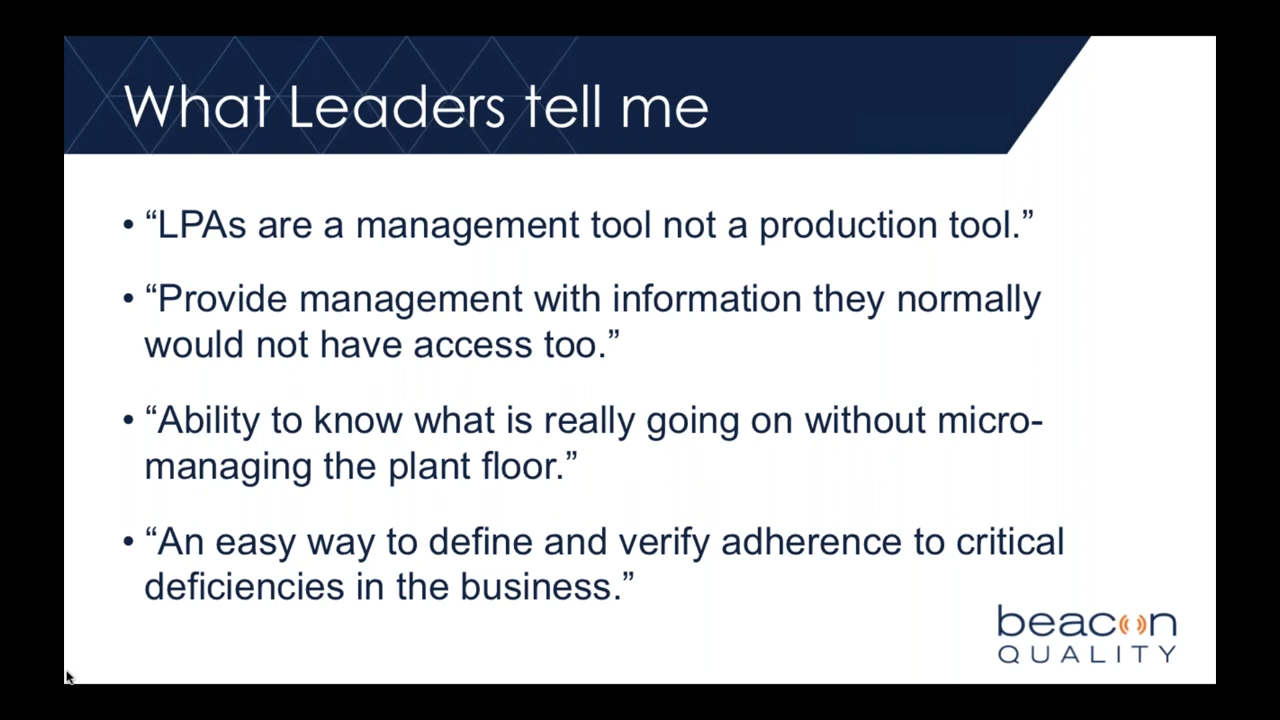 What Leaders tell me
• “LPAs are a management tool not a production tool.”
• “Provide management with information they normally
would not have access too.”
• “Ability to know what is really going on without micro-
managing the plant floor.”
• “An easy way to define and verify adherence to critical
deficiencies in the business.”
beacon
QUALITY